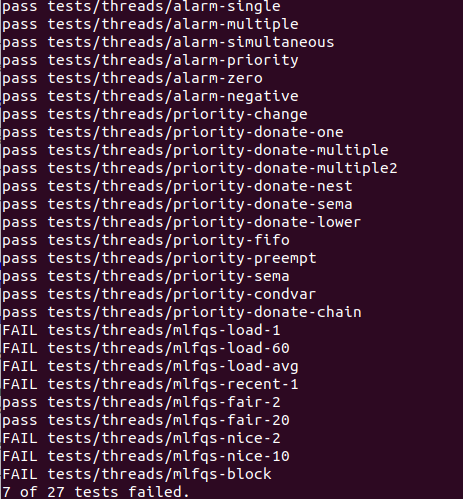 pass tests/threads/alarm-single
pass tests/threads/alarm-multiple
pass tests/threads/alarm-simultaneous
pass tests/threads/alarm-priority
pass tests/threads/alarm-zero
pass tests/threads/alarm-negative
pass tests/threads/priority-change
pass tests/threads/priority-donate-one
pass tests/threads/priority-donate-multiple
pass tests/threads/priority-donate-multiple2
pass tests/threads/priority-donate-nest
pass tests/threads/priority-donate-sema
pass tests/threads/priority-donate-lower
pass tests/threads/priority-fifo
pass tests/threads/priority-preempt
pass tests/threads/priority-sema
pass tests/threads/priority-condvar
pass tests/threads/priority-donate-chain
FAIL tests/threads/mlfqs-load-1
FAIL tests/threads/mlfqs-load-60
FAIL tests/threads/mlfqs-load-avg
FAIL tests/threads/mlfqs-recent-1
pass tests/threads/mlfqs-fair-2
pass tests/threads/mlfqs-fair-20
FAIL tests/threads/mlfqs-nice-2
FAIL tests/threads/mlfqs-nice-10
FAIL tests/threads/mlfqs-block
7 of 27 tests failed.